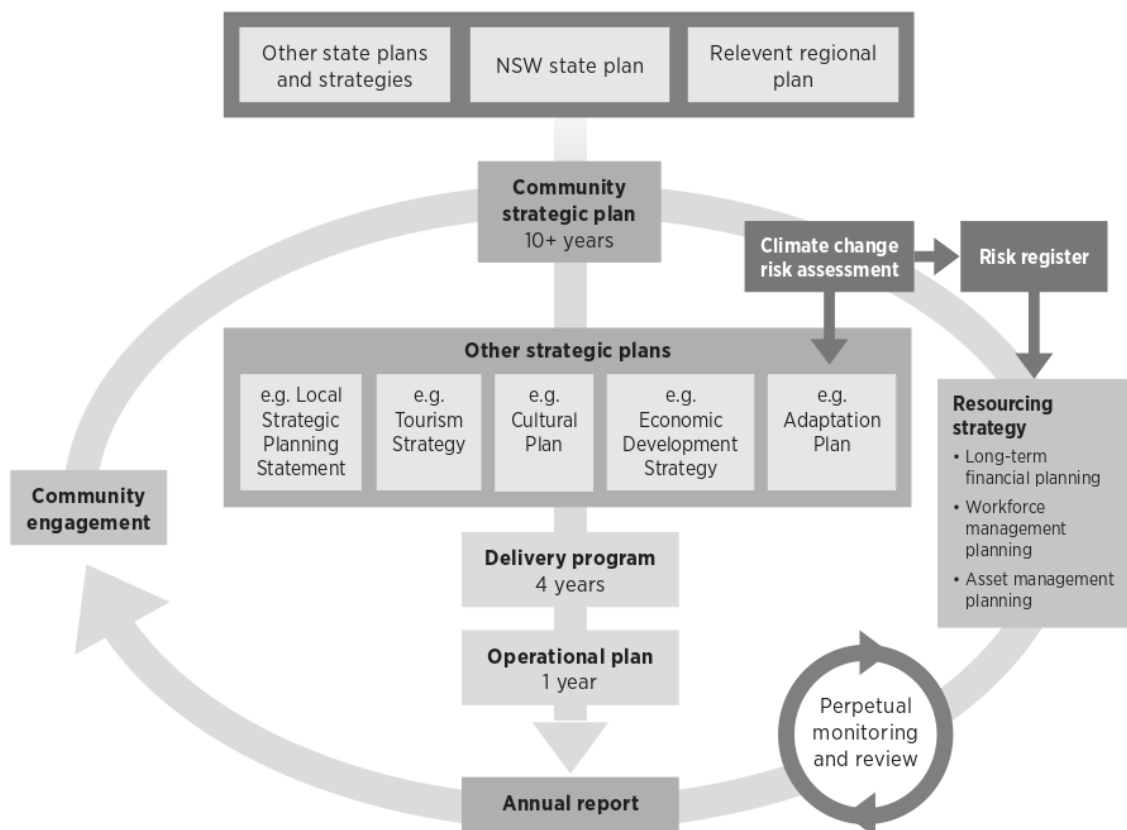 Other state plans
and strategies
NSW state plan
Relevent regional
plan
Community
strategic plan
10+ years
Climate change
risk assessment
Risk register
Other strategic plans
e.g. Local
Strategic
Planning
Statement
e.g.
Tourism
Strategy
e.g.
Cultural
Plan
e.g.
Economic
Development
Strategy
e.g.
Adaptation
Plan
Resourcing
strategy
• Long-term
financial planning
• Workforce
management
planning
• Asset management
planning
Community
engagement
Delivery program
4 years
Operational plan
1 year
Perpetual
monitoring
and review
Annual report